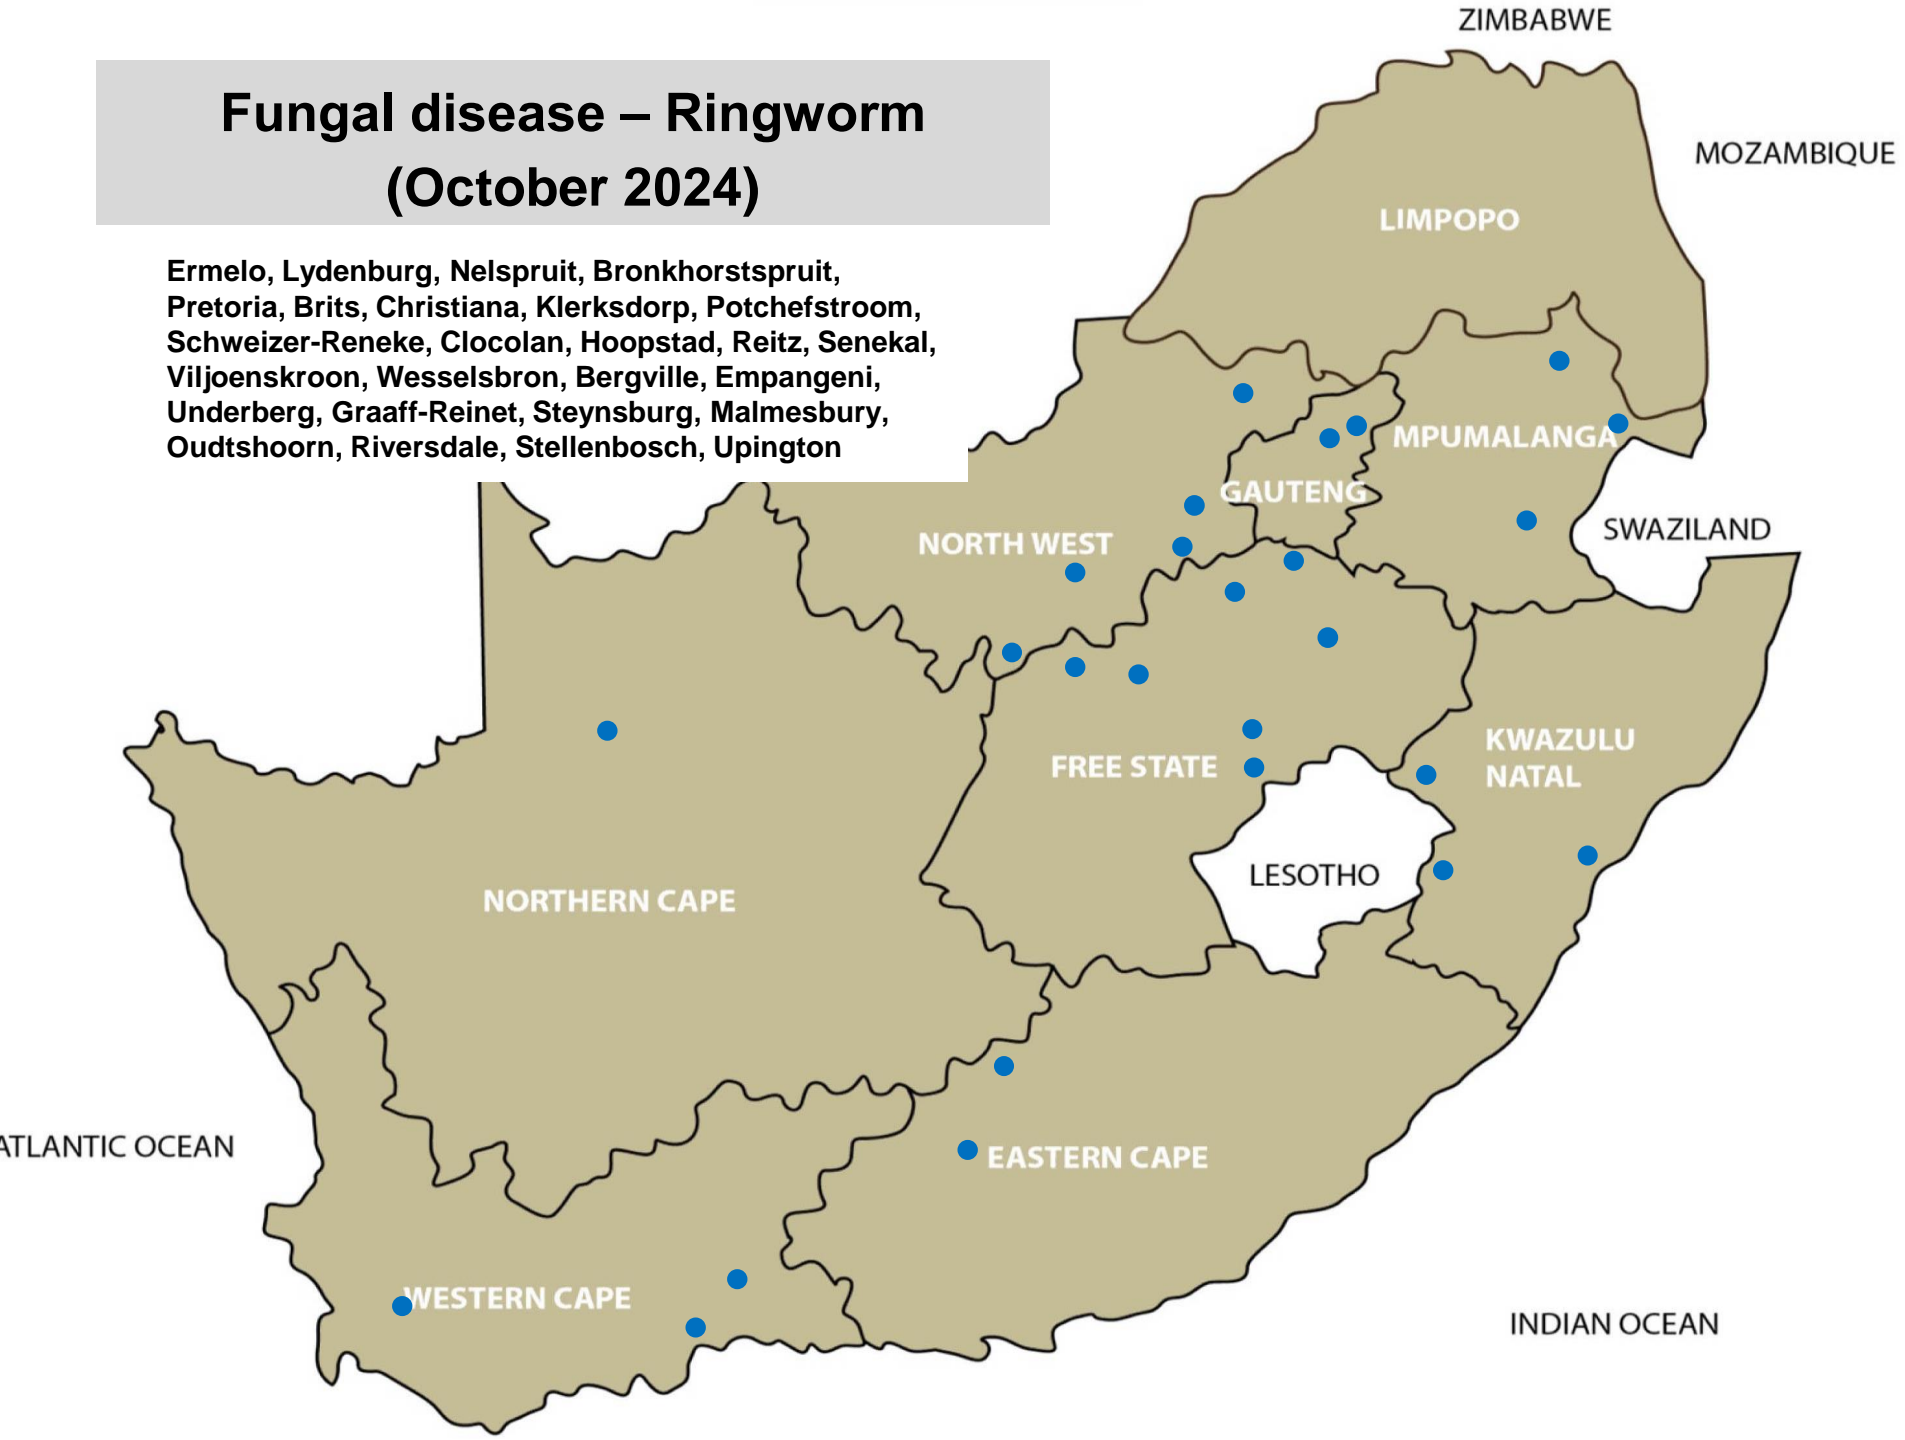 ZIMBABWE
Fungal disease – Ringworm
(October 2024)
MOZAMBIQUE
LIMPOPO
Ermelo, Lydenburg, Nelspruit, Bronkhorstspruit,
Pretoria, Brits, Christiana, Klerksdorp, Potchefstroom,
Schweizer-Reneke, Clocolan, Hoopstad, Reitz, Senekal,
Viljoenskroon, Wesselsbron, Bergville, Empangeni,
Underberg, Graaff-Reinet, Steynsburg, Malmesbury,
Oudtshoorn, Riversdale, Stellenbosch, Upington
MPUMALANGA
GAUTENG
SWAZILAND
NORTH WEST
KWAZULU
NATAL
FREE STATE
LESOTHO
NORTHERN CAPE
ATLANTIC OCEAN
EASTERN CAPE
WESTERN CAPE
INDIAN OCEAN